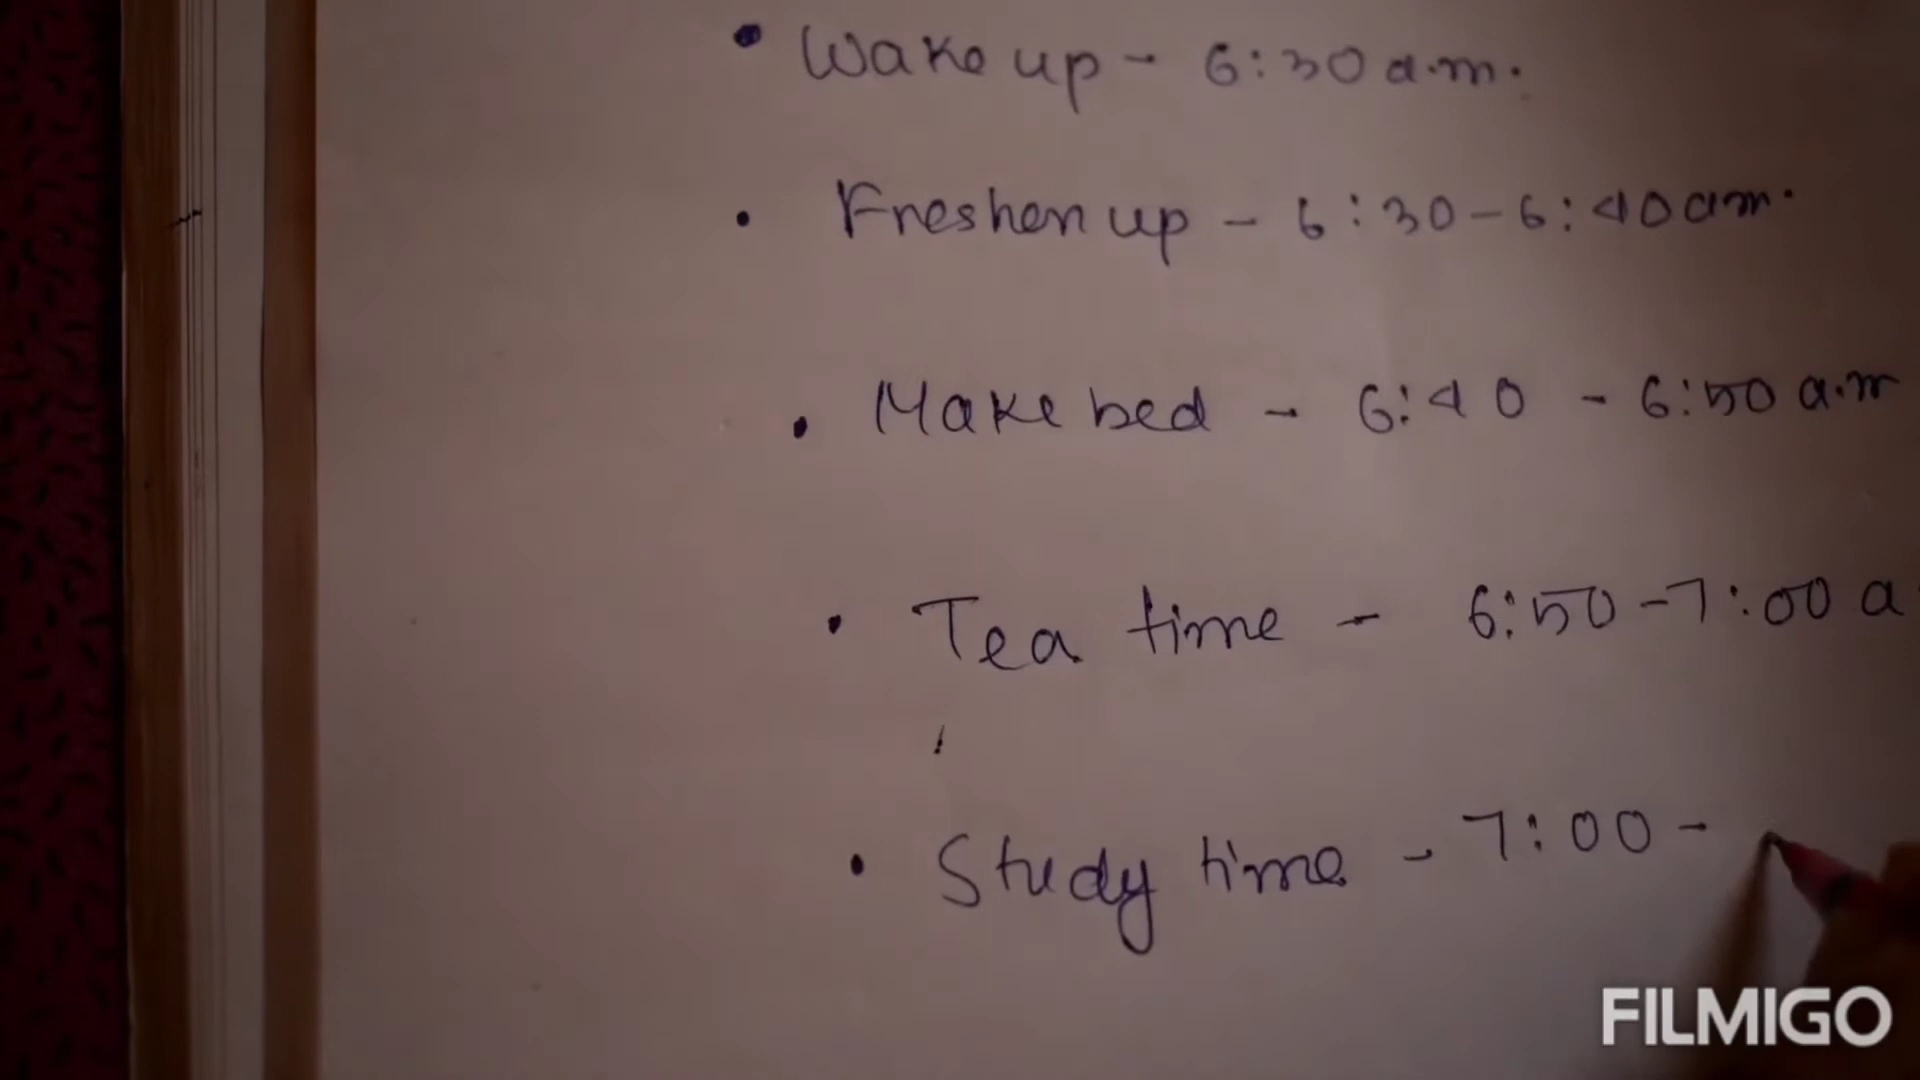 • Wake up - 6:30 a.m.
• Freshen up - 6:30-6:40 am.
• Make bed - 6:40 - 6:50 a.m
• Tea time - 6:50-7:00 a
• Study time - 7:00 -
FILMIGO